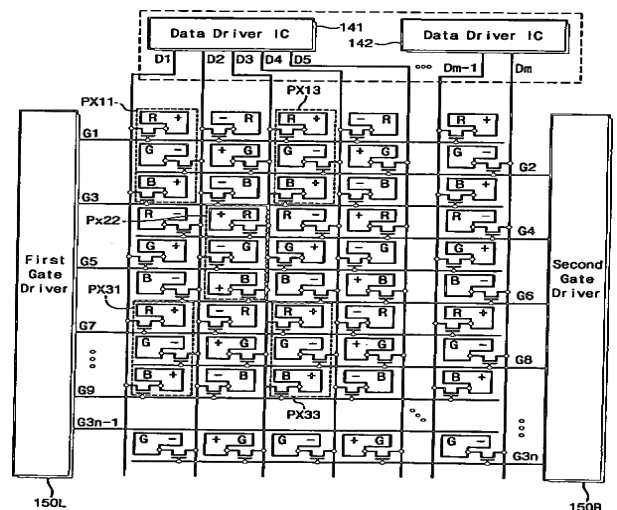 141
Data Driver IC
142
Data Driver IC
D1 D2 D3 D4 D5 ... Dm-1 Dm
PX11 PX13
R + - R R + - R R +
G1
G - + G G - + G G -
G2
B + - B B + - B B +
G3
Px22
R - + R R - + R R -
G4
G + - G G + - G G +
First Gate Driver
G5
Second Gate Driver
B - + B B - + B B -
G6
PX31
R + - R R + - R R +
G7
G - + G G - + G G -
G8
B + - B B + - B B +
G9
PX33
G3n-1
G - + G G - + G G -
G3n
150L
150R